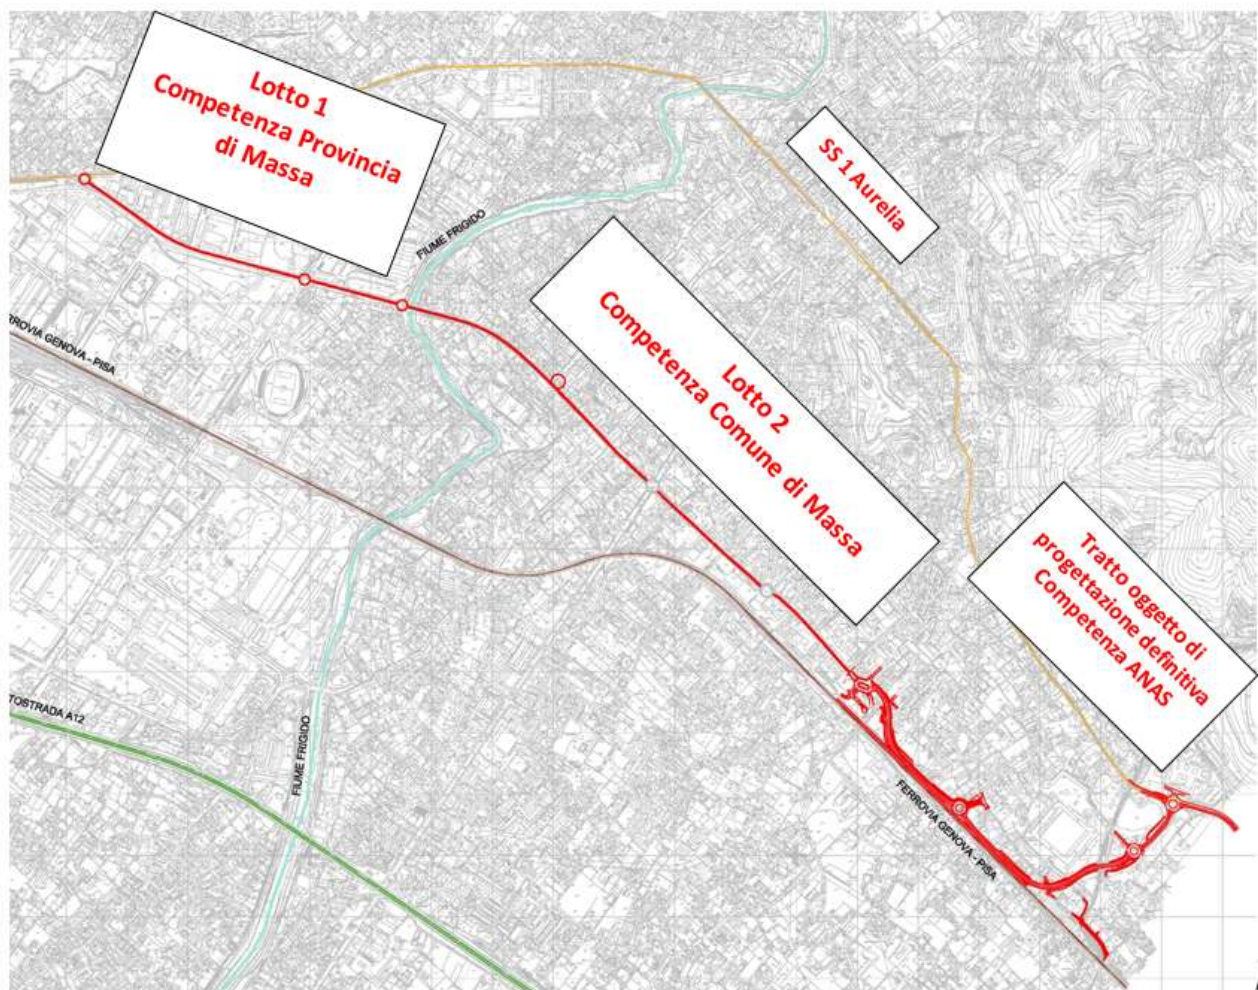 Lotto 1
Competenza Provincia
di Massa
SS 1 Aurelia
FIUME FRIGIDO
Lotto 2
Competenza Comune di Massa
RROVIA GENOVA - PISA
Tratto oggetto di
progettazione definitiva
Competenza ANAS
TOSTRADA A12
FIUME FRIGIDO
FERROVIA GENOVA - PISA